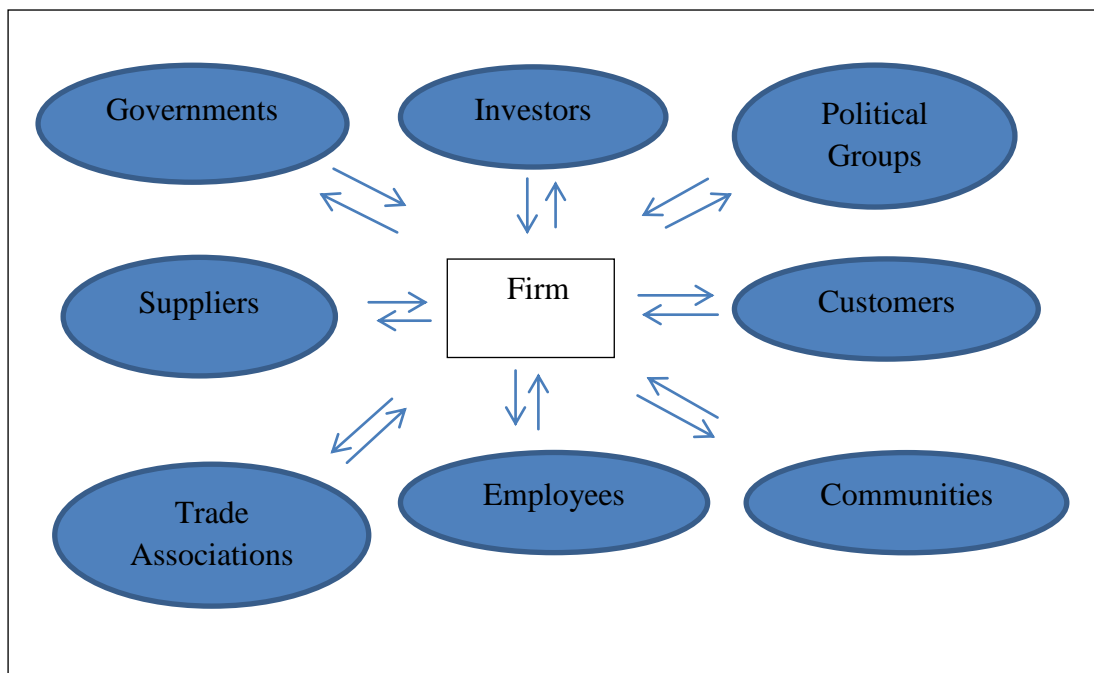 Governments
Investors
Political
Groups
Suppliers
Firm
Customers
Trade
Associations
Employees
Communities